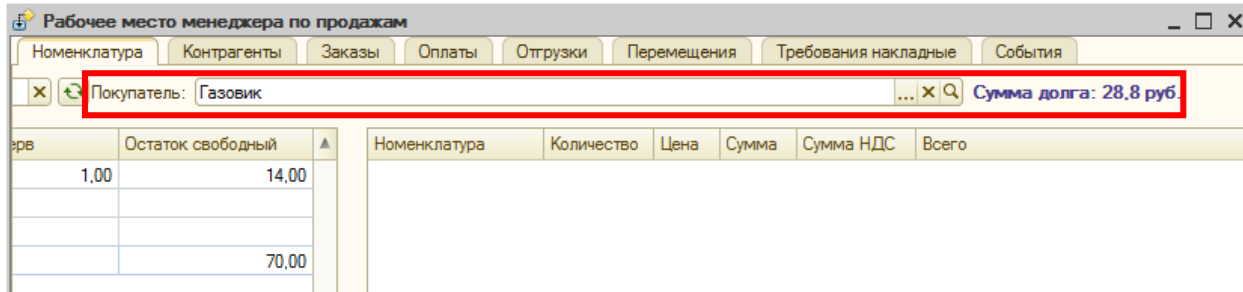 Рабочее место менеджера по продажам
Номенклатура Контрагенты Заказы Оплаты Отгрузки Перемещения Требования накладные События
Покупатель: Газовик ... Сумма долга: 28,8 руб.
ерв Остаток свободный Номенклатура Количество Цена Сумма Сумма НДС Всего
1,00 14,00
70,00